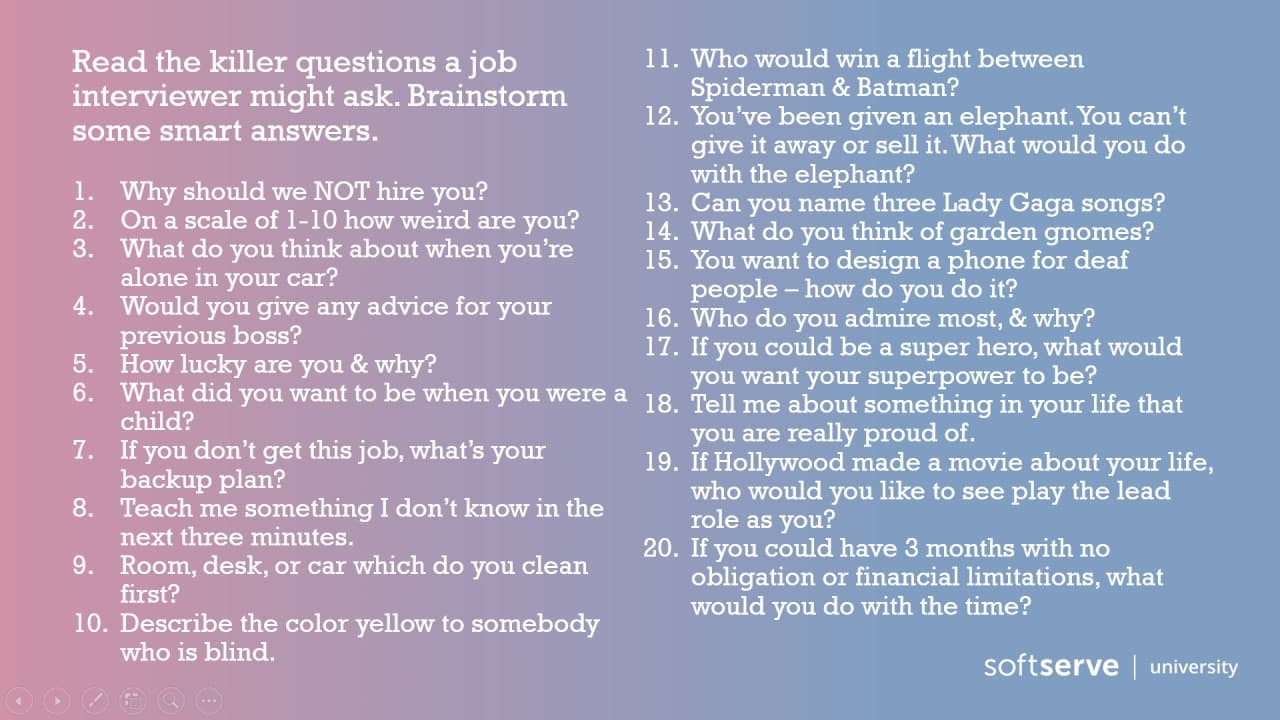 Read the killer questions a job
interviewer might ask. Brainstorm
some smart answers.
1. Why should we NOT hire you?
2. On a scale of 1-10 how weird are you?
3. What do you think about when you're
alone in your car?
4. Would you give any advice for your
previous boss?
5. How lucky are you & why?
6. What did you want to be when you were a
child?
7. If you don't get this job, what's your
backup plan?
8. Teach me something I don't know in the
next three minutes.
9. Room, desk, or car which do you clean
first?
10. Describe the color yellow to somebody
who is blind.
11. Who would win a flight between
Spiderman & Batman?
12. You've been given an elephant. You can't
give it away or sell it. What would you do
with the elephant?
13. Can you name three Lady Gaga songs?
14. What do you think of garden gnomes?
15. You want to design a phone for deaf
people – how do you do it?
16. Who do you admire most, & why?
17. If you could be a super hero, what would
you want your superpower to be?
18. Tell me about something in your life that
you are really proud of.
19. If Hollywood made a movie about your life,
who would you like to see play the lead
role as you?
20. If you could have 3 months with no
obligation or financial limitations, what
would you do with the time?
softserve | university